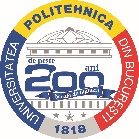 UNIVERSITATEA
POLITEHNICA
DIN BUCUREȘTI
de peste
200 ani
1818